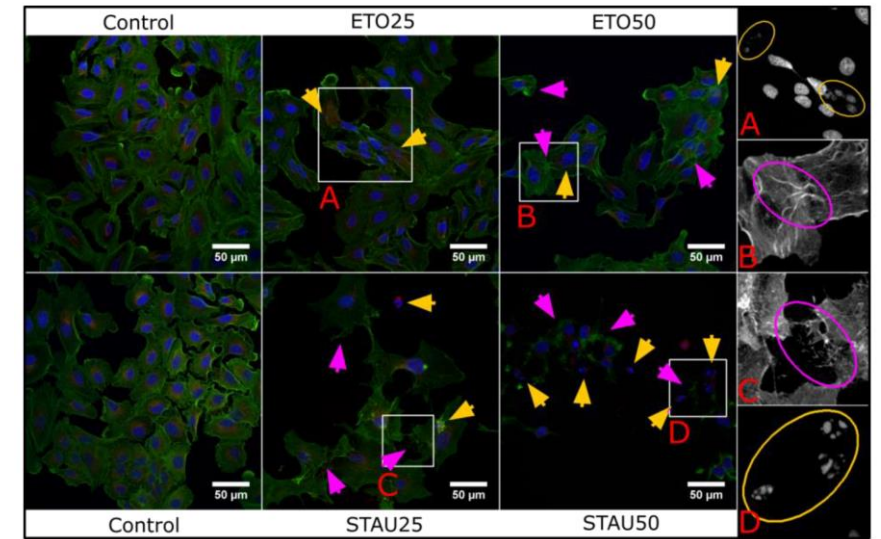 Control ETO25 ETO50
A
B
A
B
50 µm 50 µm 50 µm
C
D
C
D
50 µm 50 µm 50 µm
Control STAU25 STAU50